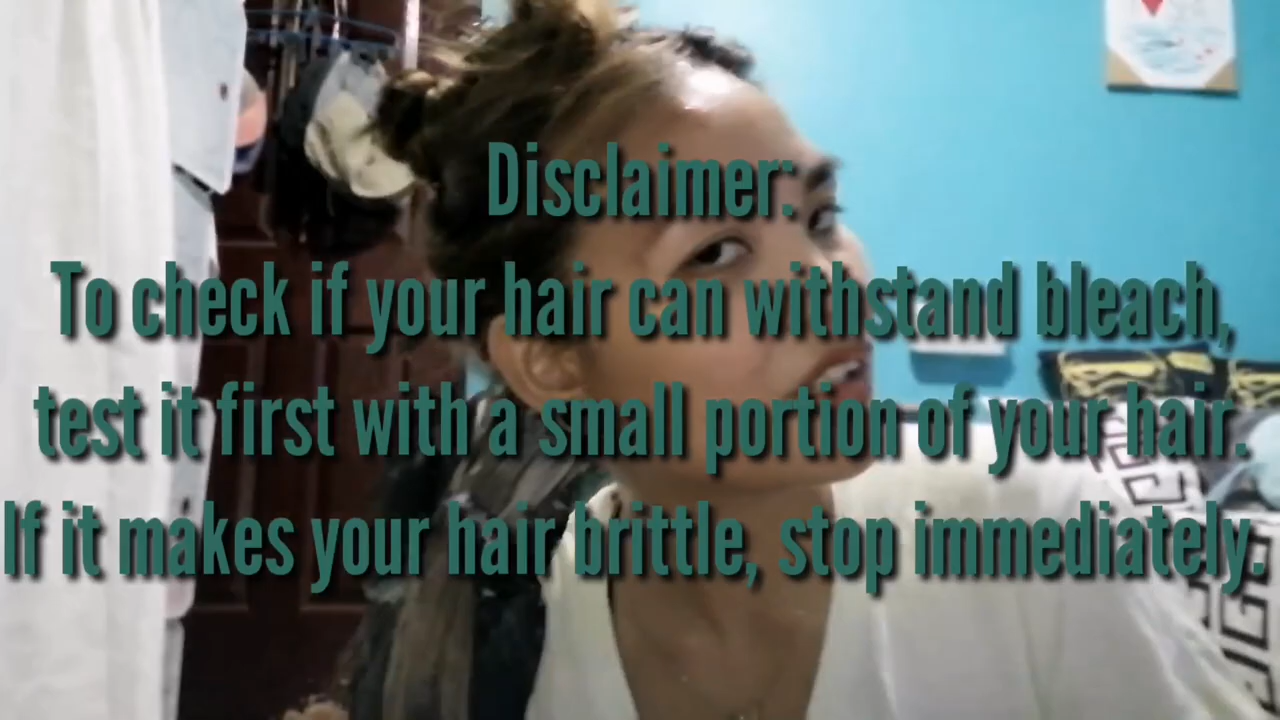 Disclaimer:
To check if your hair can withstand bleach,
test it first with a small portion of your hair.
If it makes your hair brittle, stop immediately.